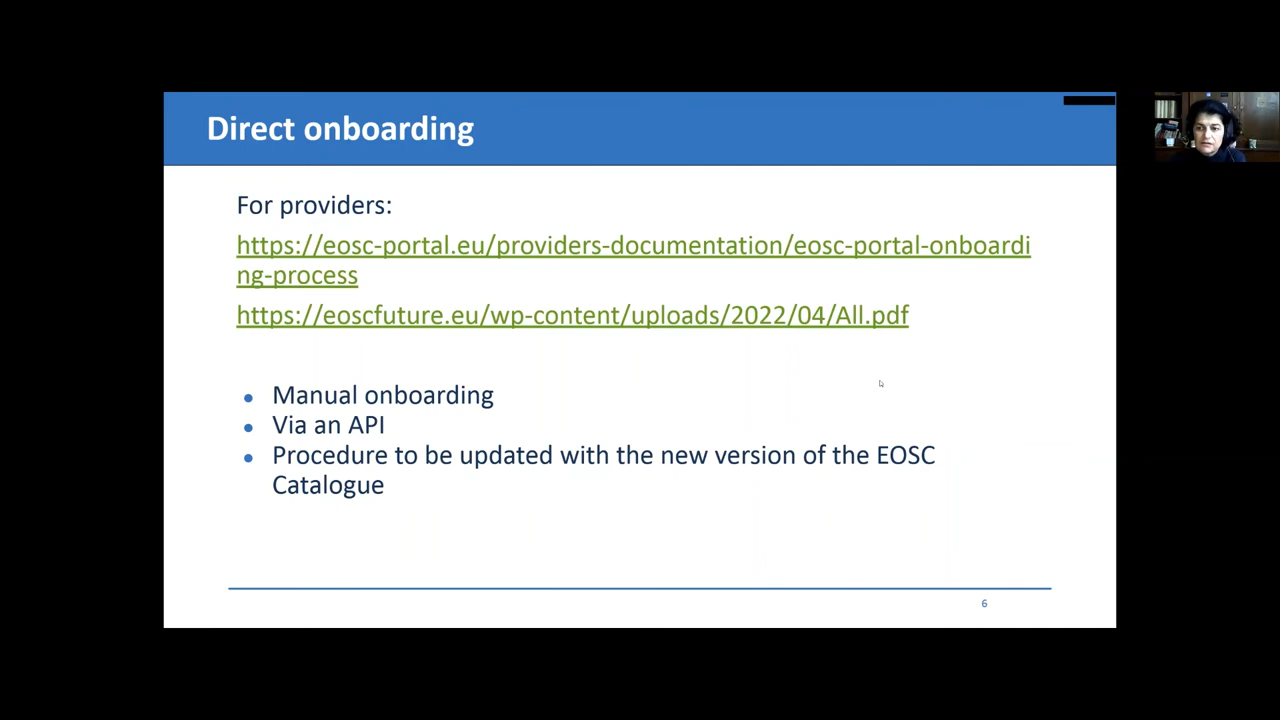 Direct onboarding
For providers:
https://eosc-portal.eu/providers-documentation/eosc-portal-onboardi
ng-process
https://eoscfuture.eu/wp-content/uploads/2022/04/All.pdf
● Manual onboarding
● Via an API
● Procedure to be updated with the new version of the EOSC
Catalogue
6